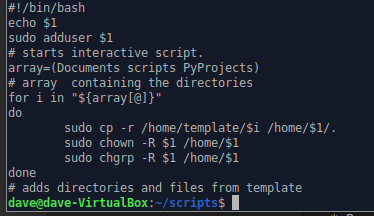 #!/bin/bash
echo $1
sudo adduser $1
# starts interactive script.
array=(Documents scripts PyProjects)
# array  containing the directories
for i in "${array[@]}"
do
        sudo cp -r /home/template/$i /home/$1/.
        sudo chown -R $1 /home/$1
        sudo chgrp -R $1 /home/$1
done
# adds directories and files from template
dave@dave-VirtualBox:~/scripts$